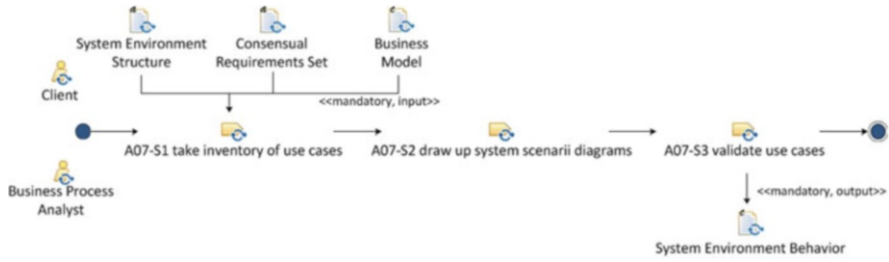 System Environment
Structure
Consensual
Requirements Set
Business
Model
Client
<<mandatory, input>>
A07-S1 take inventory of use cases
A07-S2 draw up system scenarii diagrams
A07-S3 validate use cases
Business Process
Analyst
<<mandatory, output>>
System Environment Behavior